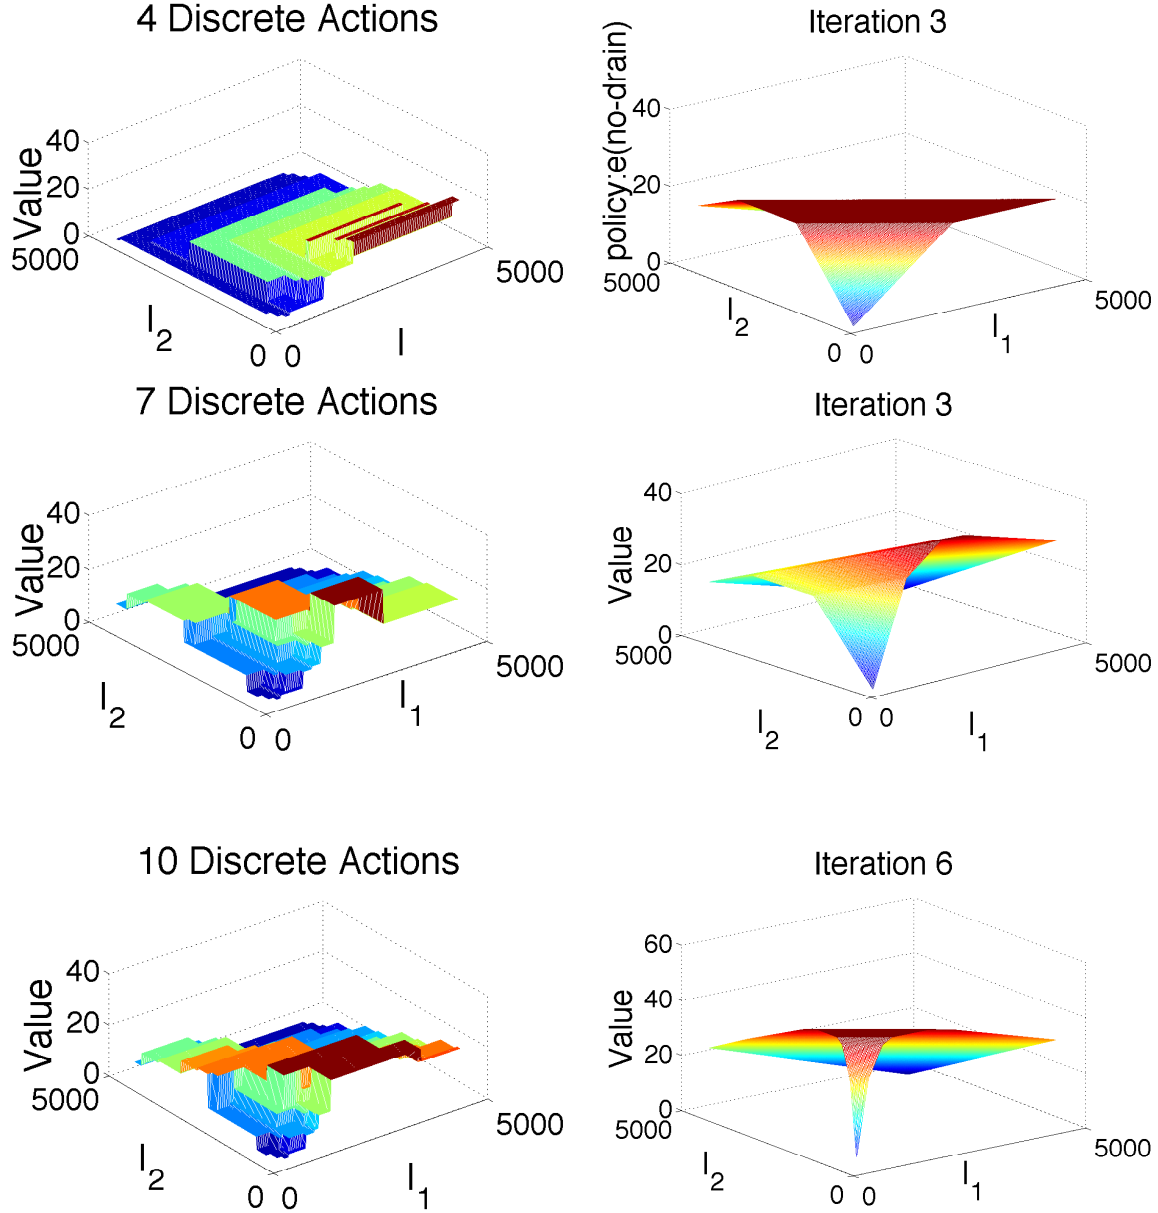 4 Discrete Actions
Value
40
20
0
5000
I2
0 0
I
5000
Iteration 3
policy:e(no-drain)
40
20
0
5000
I2
0 0
I1
5000
7 Discrete Actions
Value
40
20
0
5000
I2
0 0
I1
5000
Iteration 3
Value
40
20
0
5000
I2
0 0
I1
5000
10 Discrete Actions
Value
40
20
0
5000
I2
0 0
I1
5000
Iteration 6
Value
60
40
20
0
5000
I2
0 0
I1
5000